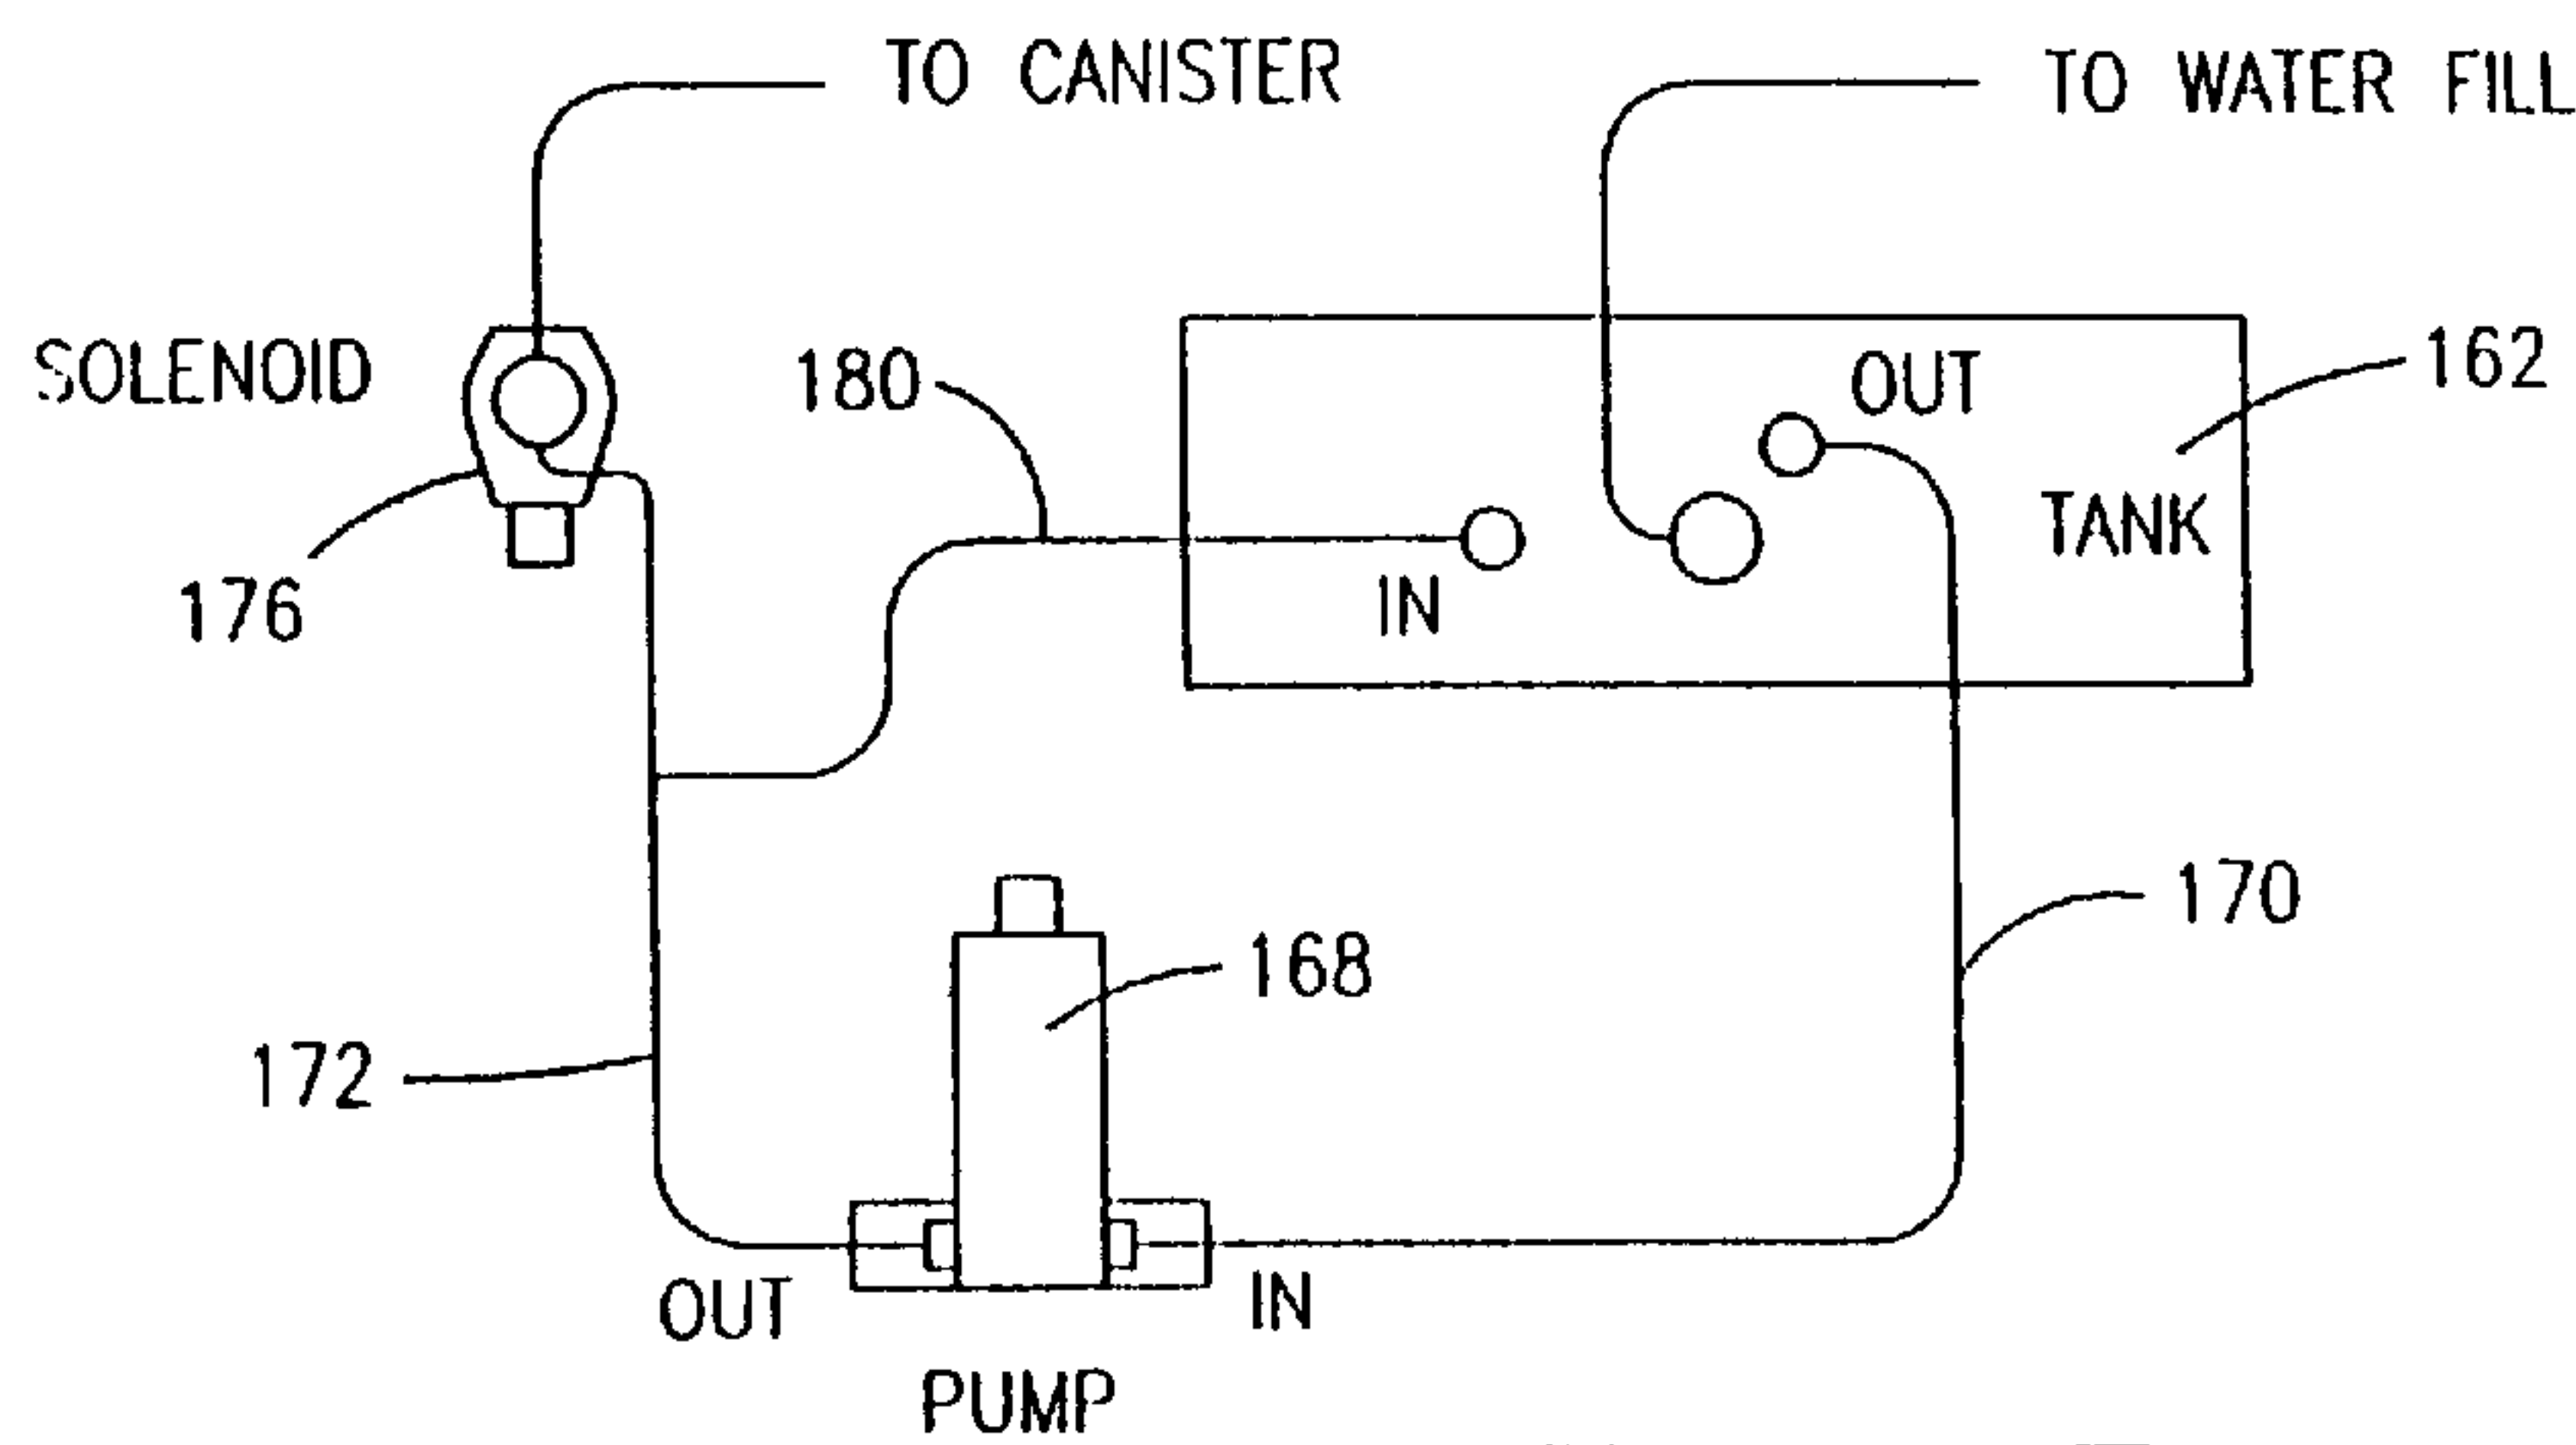 TO CANISTER
TO WATER FILL
SOLENOID
180
OUT
162
TANK
176
IN
170
168
172
OUT
IN
PUMP